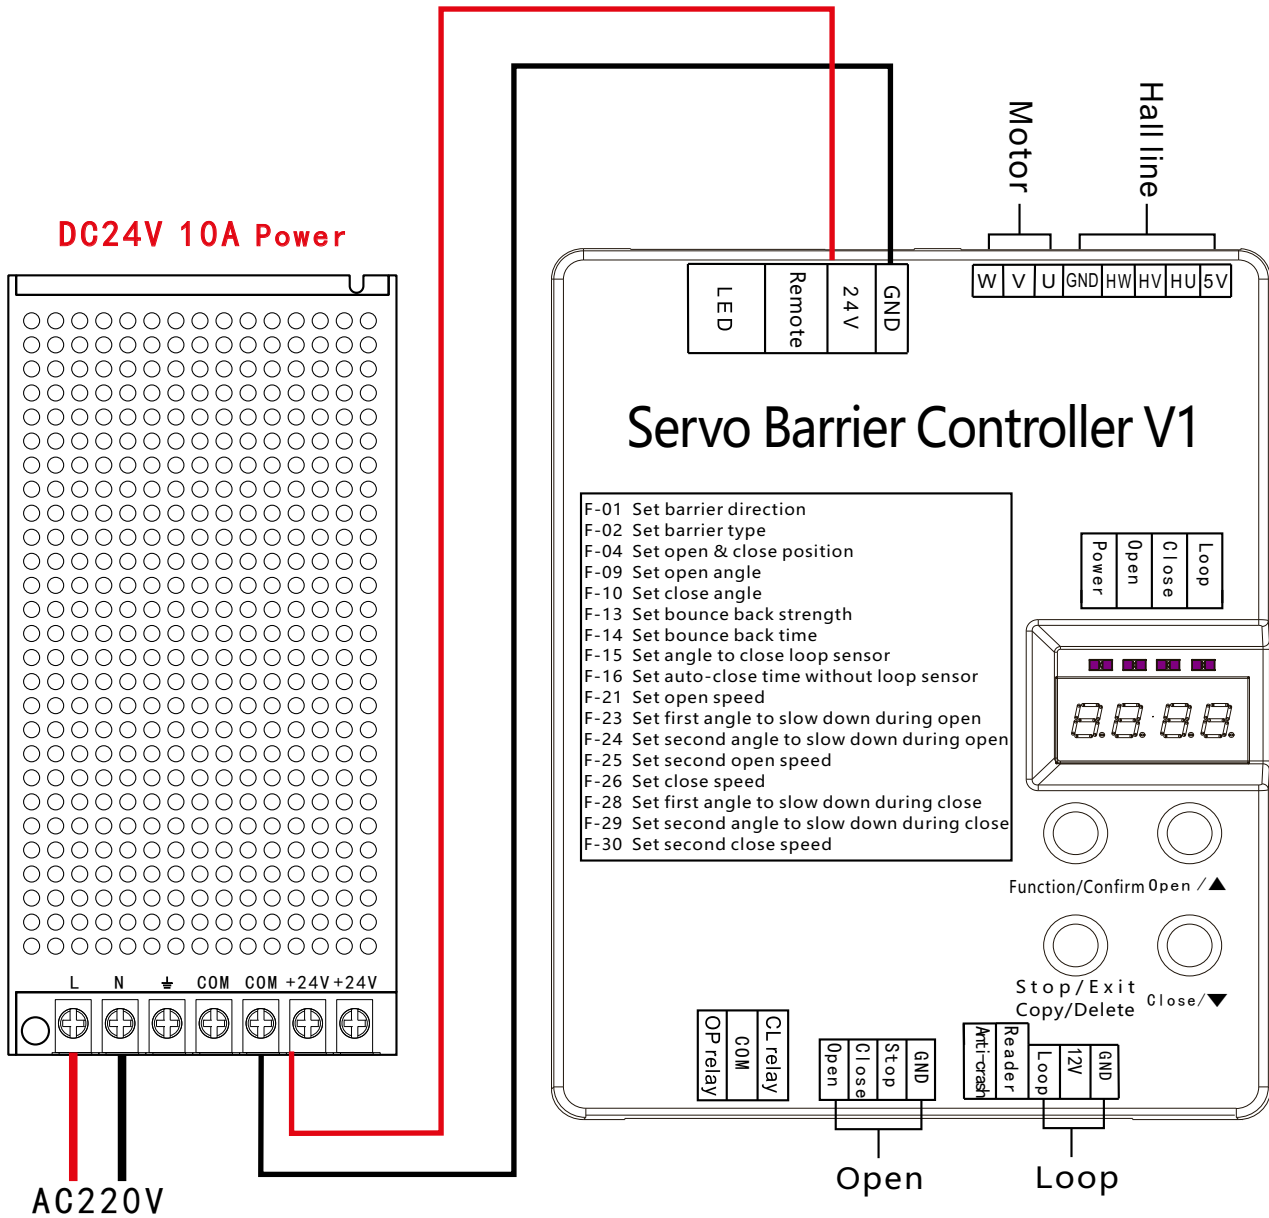 Motor
Hall line
DC24V 10A Power
LED
Remote
24V
GND
W V U GND HW HV HU 5V
Servo Barrier Controller V1
F-01 Set barrier direction
F-02 Set barrier type
F-04 Set open & close position
F-09 Set open angle
F-10 Set close angle
F-13 Set bounce back strength
F-14 Set bounce back time
F-15 Set angle to close loop sensor
F-16 Set auto-close time without loop sensor
F-21 Set open speed
F-23 Set first angle to slow down during open
F-24 Set second angle to slow down during open
F-25 Set second open speed
F-26 Set close speed
F-28 Set first angle to slow down during close
F-29 Set second angle to slow down during close
F-30 Set second close speed
Power
Open
Close
Loop
8.8.8.8.
Function/Confirm
Open /▲
Stop/Exit
Copy/Delete
Close/▼
L N ⏚ COM COM +24V +24V
OP relay
COM
CL relay
Open
Close
Stop
GND
Anti-crash
Reader
Loop
12V
GND
Open
Loop
AC220V